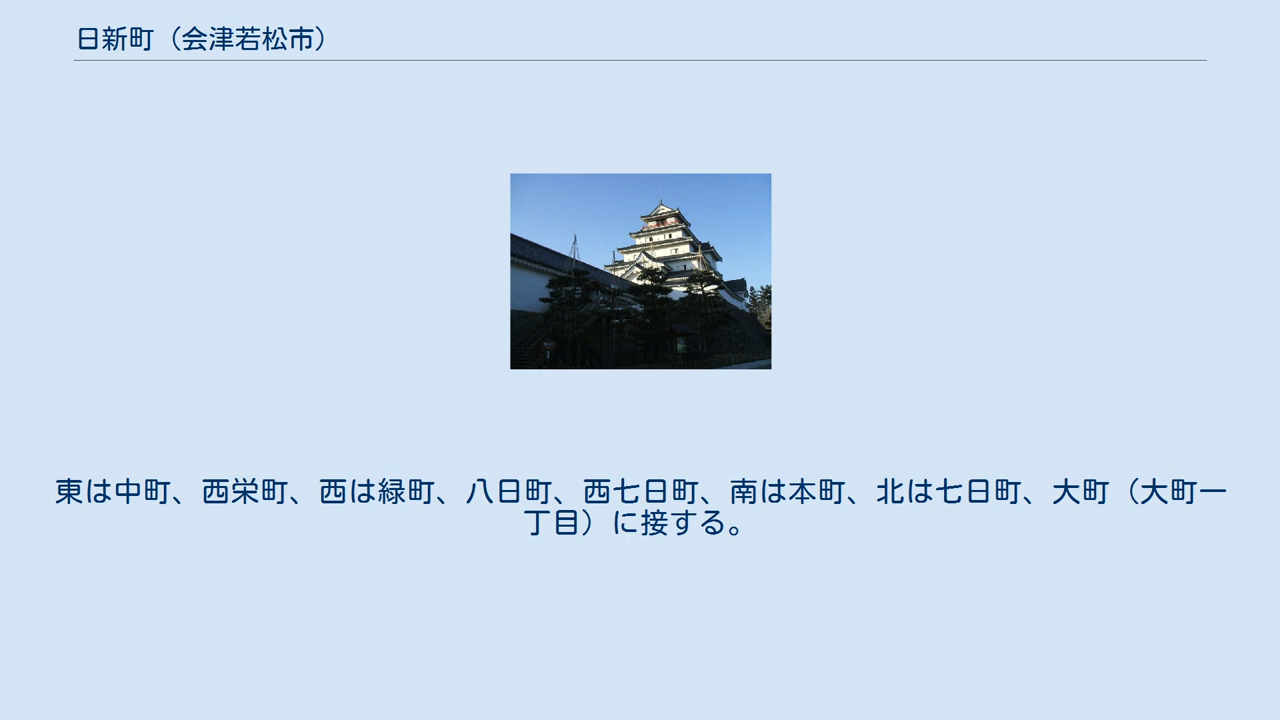 日新町（会津若松市）
東は中町、西栄町、西は緑町、八日町、西七日町、南は本町、北は七日町、大町（大町一
丁目）に接する。